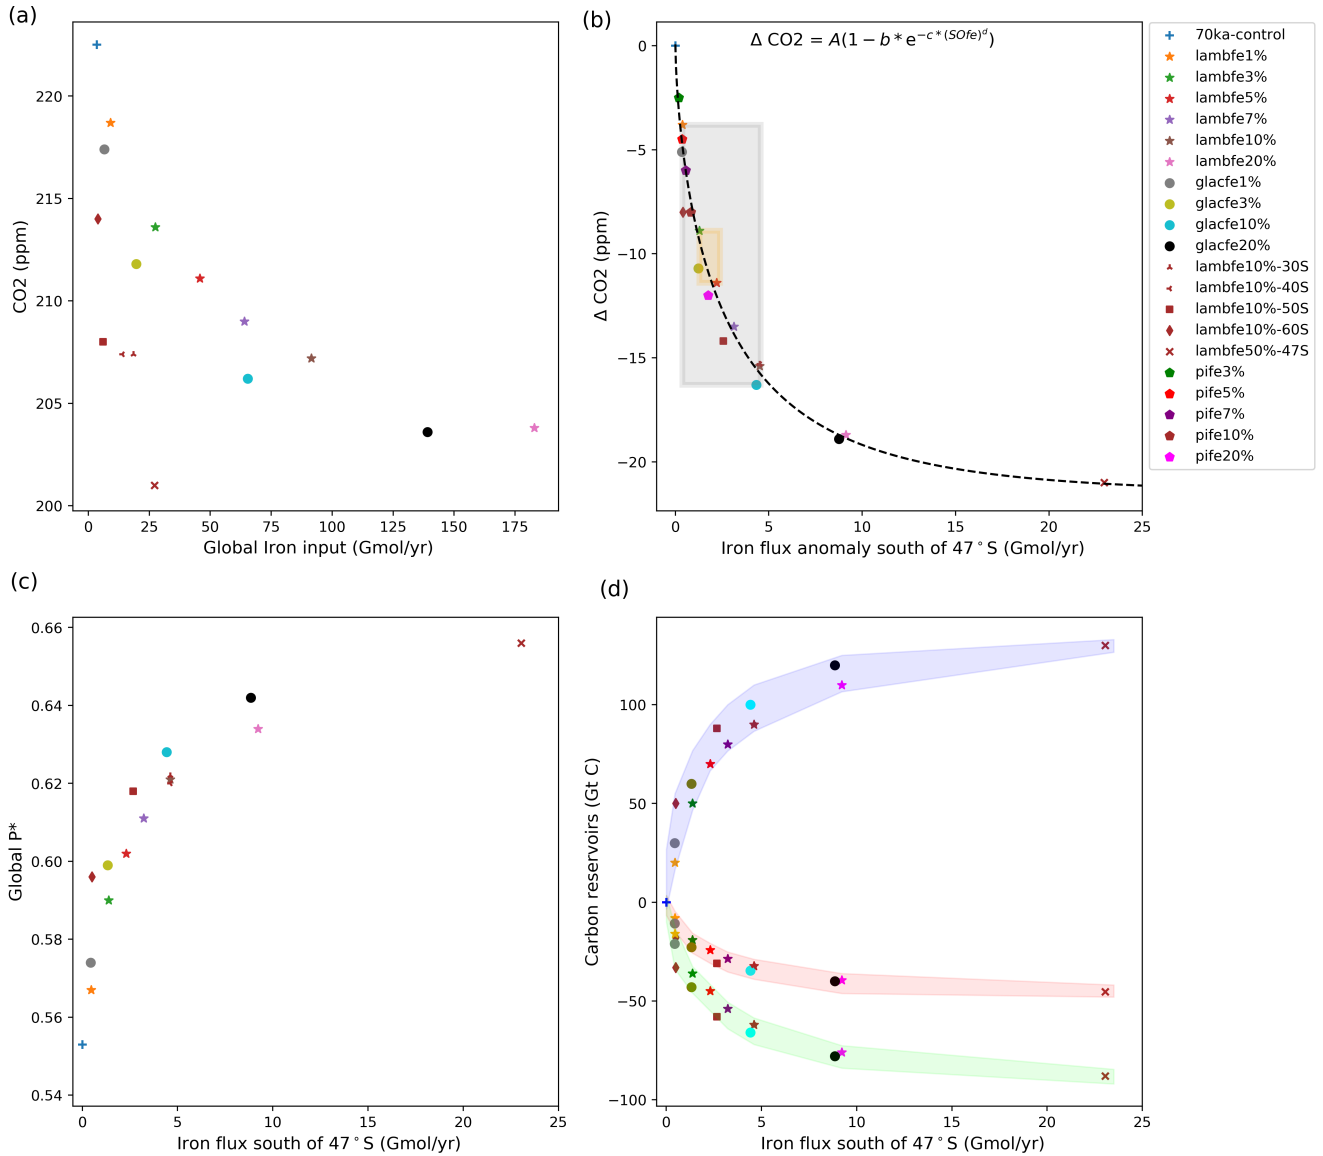 (a)
CO2 (ppm)
220
215
210
205
200
0 25 50 75 100 125 150 175
Global Iron input (Gmol/yr)
(b)
Δ CO2 = A(1 − b * e^{−c * (SOfe)^d})
Δ CO2 (ppm)
0
−5
−10
−15
−20
0 5 10 15 20 25
Iron flux anomaly south of 47°S (Gmol/yr)
70ka-control
lambfe1%
lambfe3%
lambfe5%
lambfe7%
lambfe10%
lambfe20%
glacfe1%
glacfe3%
glacfe10%
glacfe20%
lambfe10%-30S
lambfe10%-40S
lambfe10%-50S
lambfe10%-60S
lambfe50%-47S
pife3%
pife5%
pife7%
pife10%
pife20%
(c)
Global P*
0.66
0.64
0.62
0.60
0.58
0.56
0.54
0 5 10 15 20 25
Iron flux south of 47°S (Gmol/yr)
(d)
Carbon reservoirs (Gt C)
100
50
0
−50
−100
0 5 10 15 20 25
Iron flux south of 47°S (Gmol/yr)